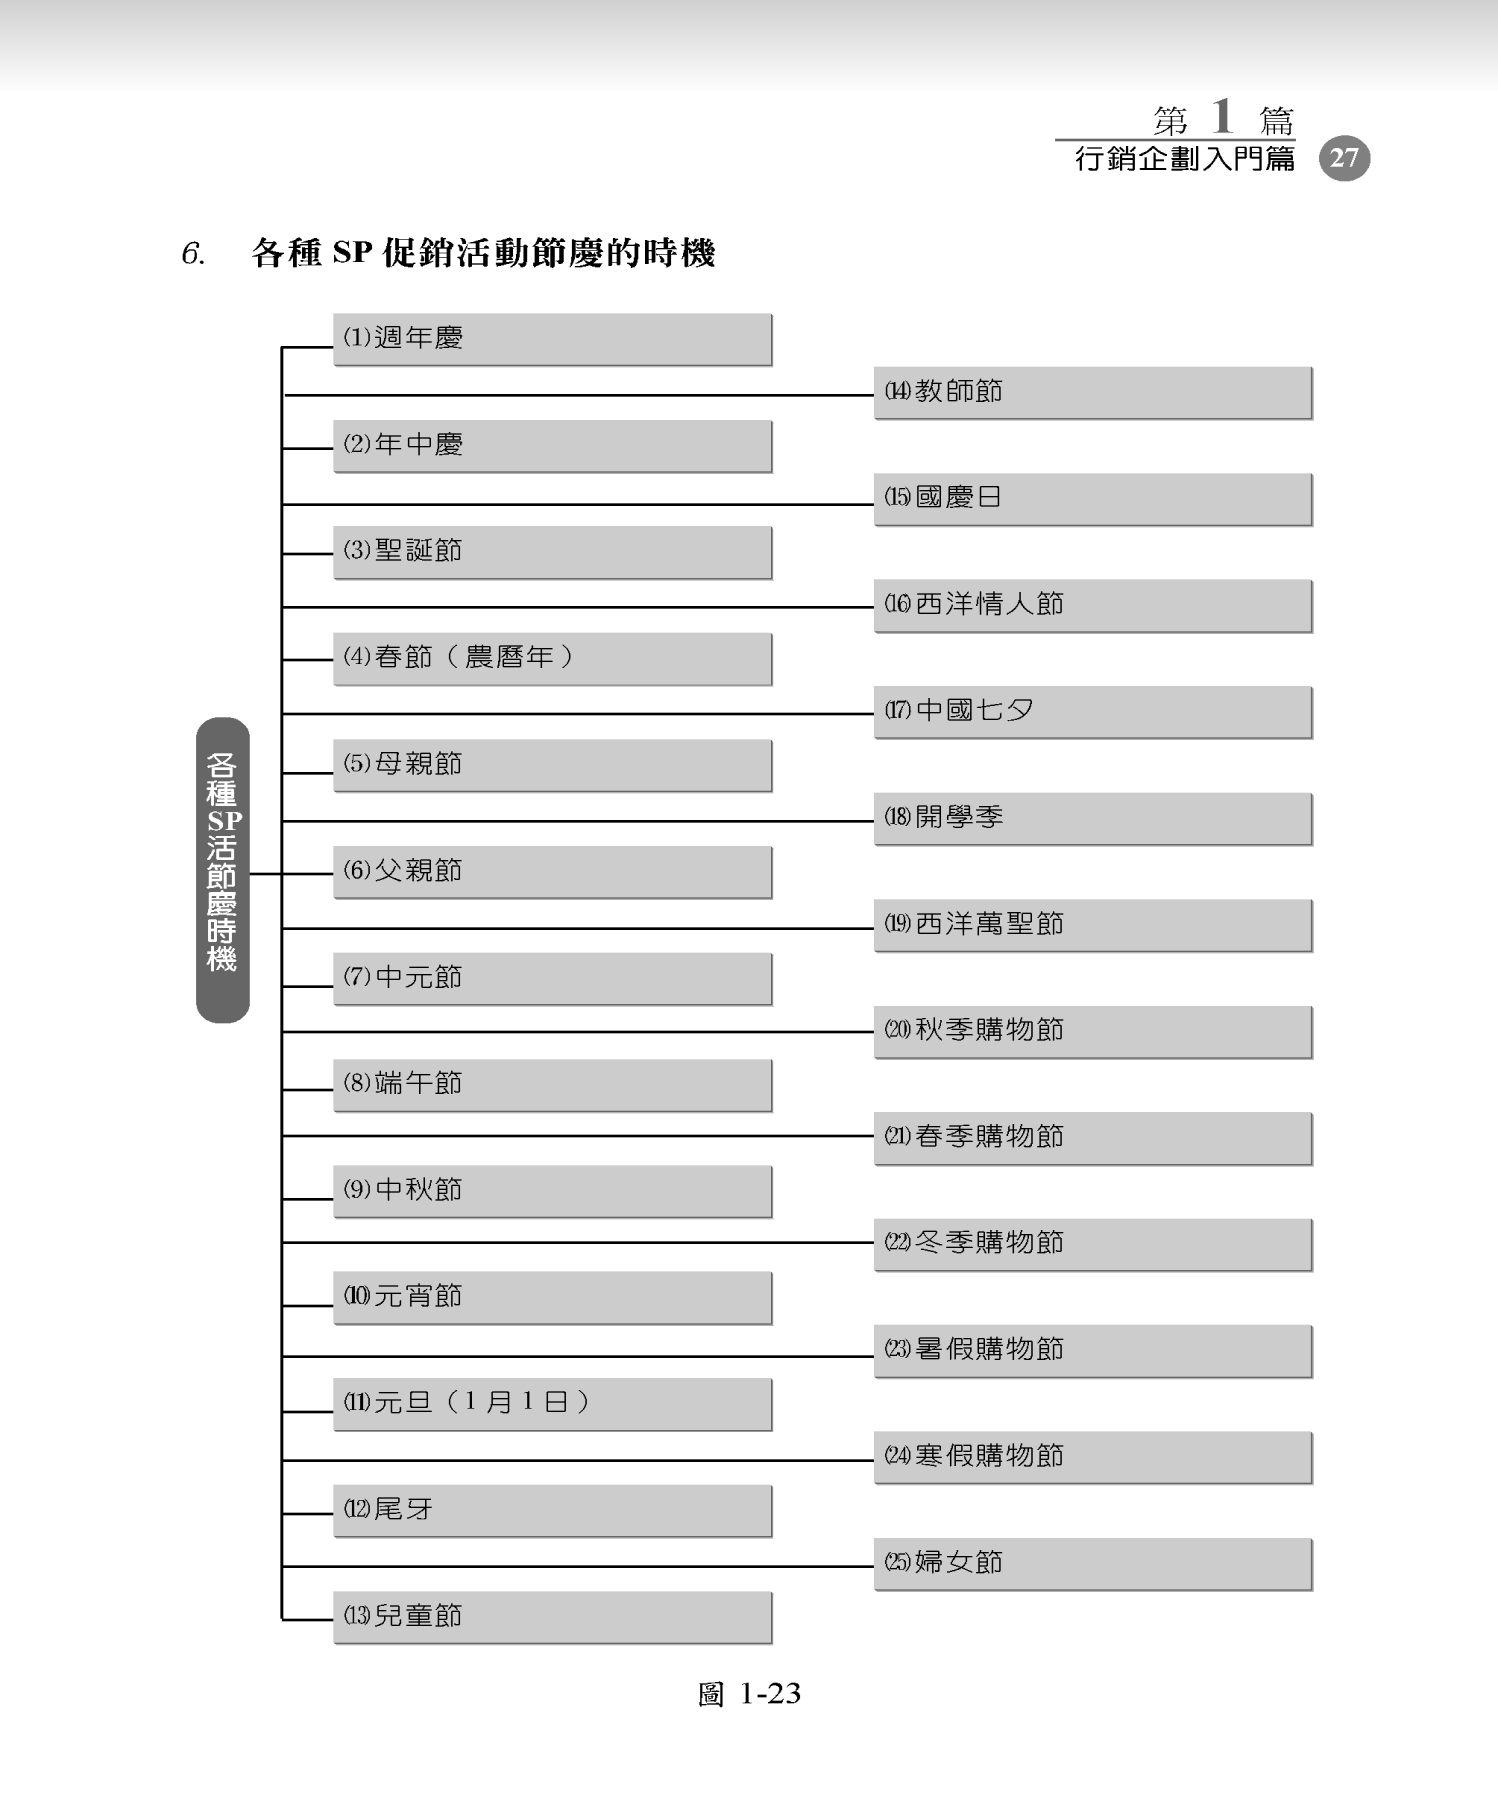 第 1 篇
行銷企劃入門篇 27
6. 各種 SP 促銷活動節慶的時機
各種SP活節慶時機
(1)週年慶
(14)教師節
(2)年中慶
(15)國慶日
(3)聖誕節
(16)西洋情人節
(4)春節（農曆年）
(17)中國七夕
(5)母親節
(18)開學季
(6)父親節
(19)西洋萬聖節
(7)中元節
(20)秋季購物節
(8)端午節
(21)春季購物節
(9)中秋節
(22)冬季購物節
(10)元宵節
(23)暑假購物節
(11)元旦（1月1日）
(24)寒假購物節
(12)尾牙
(25)婦女節
(13)兒童節
圖 1-23